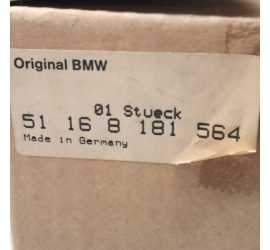 Original BMW
01 Stueck
51 16 8 181 564
Made in Germany